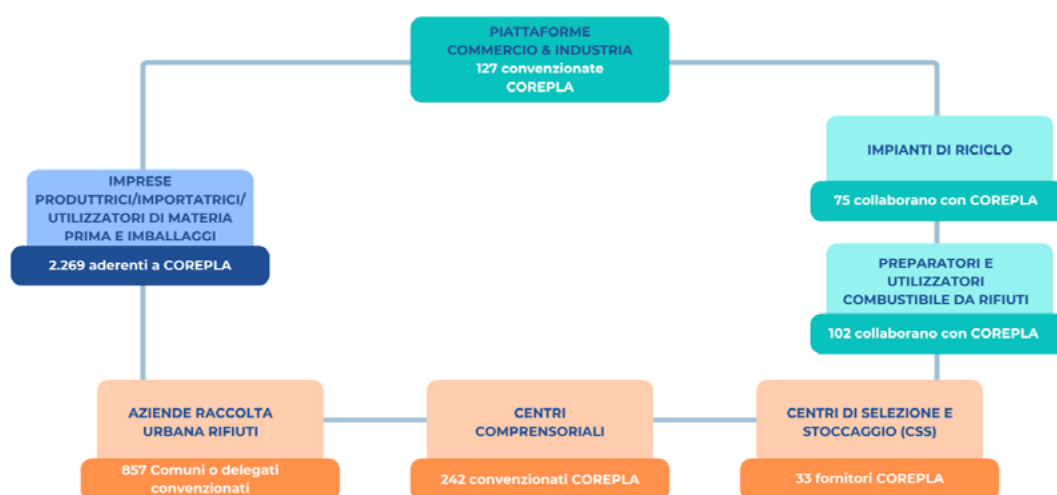 PIATTAFORME
COMMERCIO & INDUSTRIA
127 convenzionate
COREPLA
IMPRESE
PRODUTTRICI/IMPORTATRICI/
UTILIZZATORI DI MATERIA
PRIMA E IMBALLAGGI
2.269 aderenti a COREPLA
IMPIANTI DI RICICLO
75 collaborano con COREPLA
PREPARATORI E
UTILIZZATORI
COMBUSTIBILE DA RIFIUTI
102 collaborano con COREPLA
AZIENDE RACCOLTA
URBANA RIFIUTI
857 Comuni o delegati
convenzionati
CENTRI
COMPRENSORIALI
242 convenzionati COREPLA
CENTRI DI SELEZIONE E
STOCCAGGIO (CSS)
33 fornitori COREPLA